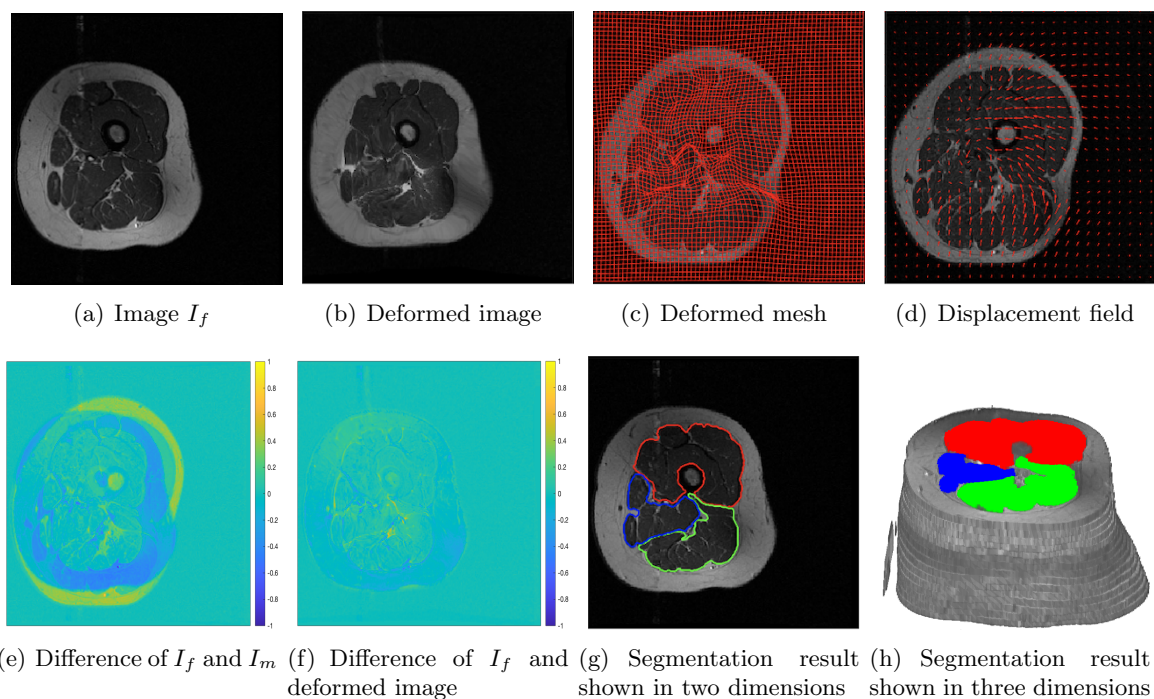 (a) Image I_f
(b) Deformed image
(c) Deformed mesh
(d) Displacement field
1
0.8
0.6
0.4
0.2
0
-0.2
-0.4
-0.6
-0.8
-1
1
0.8
0.6
0.4
0.2
0
-0.2
-0.4
-0.6
-0.8
-1
(e) Difference of I_f and I_m
(f) Difference of I_f and
deformed image
(g) Segmentation result
shown in two dimensions
(h) Segmentation result
shown in three dimensions